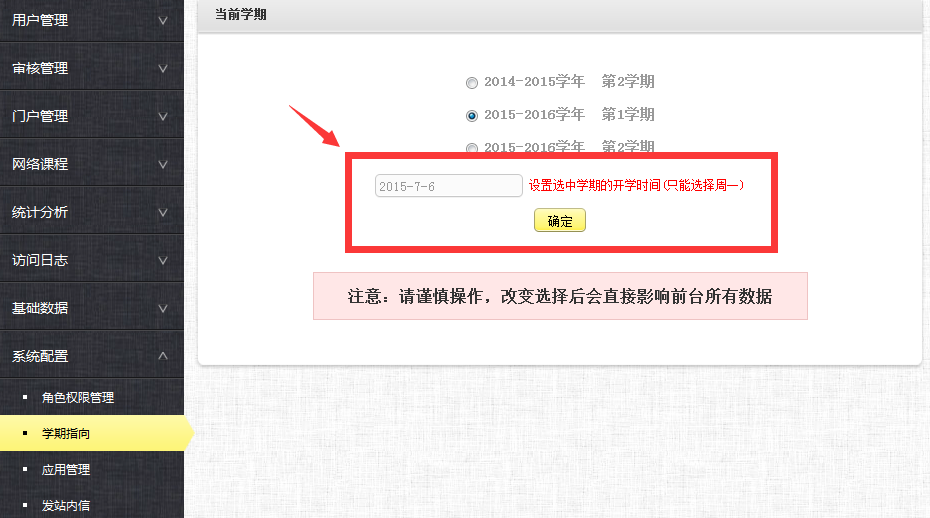 用户管理
审核管理
门户管理
网络课程
统计分析
访问日志
基础数据
系统配置
角色权限管理
学期指向
应用管理
发站内信
当前学期
2014-2015学年 第2学期
2015-2016学年 第1学期
2015-2016学年 第2学期
2015-7-6 设置选中学期的开学时间(只能选择周一)
确定
注意：请谨慎操作，改变选择后会直接影响前台所有数据